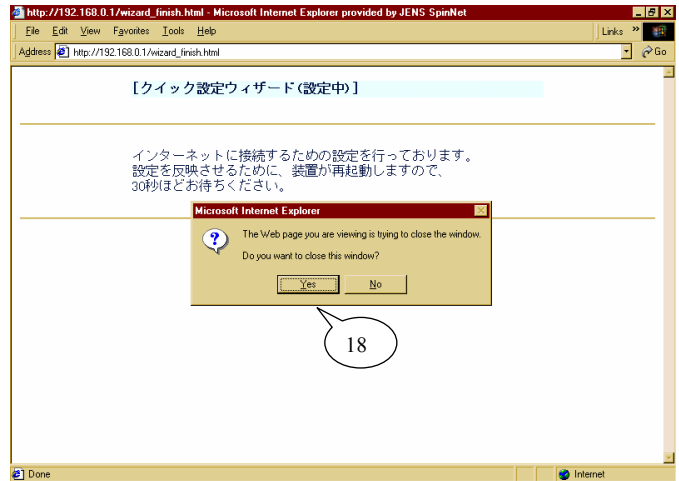 http://192.168.0.1/wizard_finish.html - Microsoft Internet Explorer provided by JENS SpinNet
File Edit View Favorites Tools Help Links »
Address http://192.168.0.1/wizard_finish.html Go
[クイック設定ウィザード(設定中)]
インターネットに接続するための設定を行っております。
設定を反映させるために、装置が再起動しますので、
30秒ほどお待ちください。
Microsoft Internet Explorer
The Web page you are viewing is trying to close the window.
Do you want to close this window?
Yes No
18
Done Internet